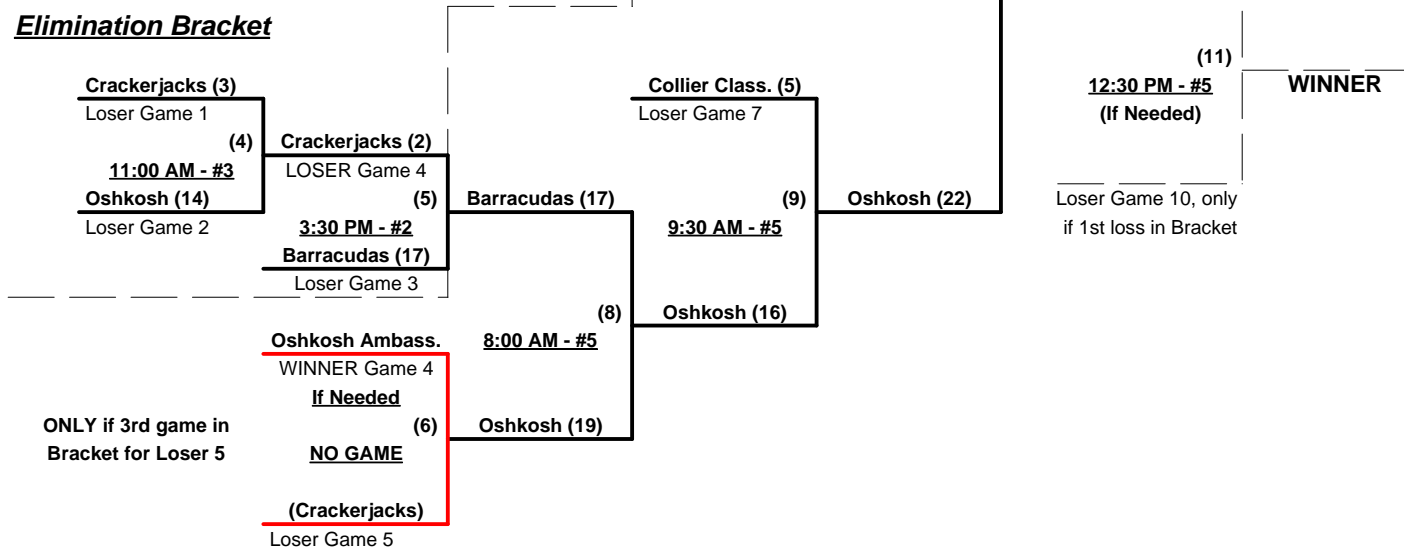 Elimination Bracket
Crackerjacks (3)
Loser Game 1
(4)
11:00 AM - #3
Oshkosh (14)
Loser Game 2
Crackerjacks (2)
LOSER Game 4
(5)
3:30 PM - #2
Barracudas (17)
Loser Game 3
Oshkosh Ambass.
WINNER Game 4
If Needed
(6)
NO GAME
(Crackerjacks)
Loser Game 5
ONLY if 3rd game in
Bracket for Loser 5
Barracudas (17)
(8)
8:00 AM - #5
Oshkosh (19)
Collier Class. (5)
Loser Game 7
(9)
9:30 AM - #5
Oshkosh (16)
Oshkosh (22)
(11)
12:30 PM - #5
(If Needed)
Loser Game 10, only
if 1st loss in Bracket
WINNER